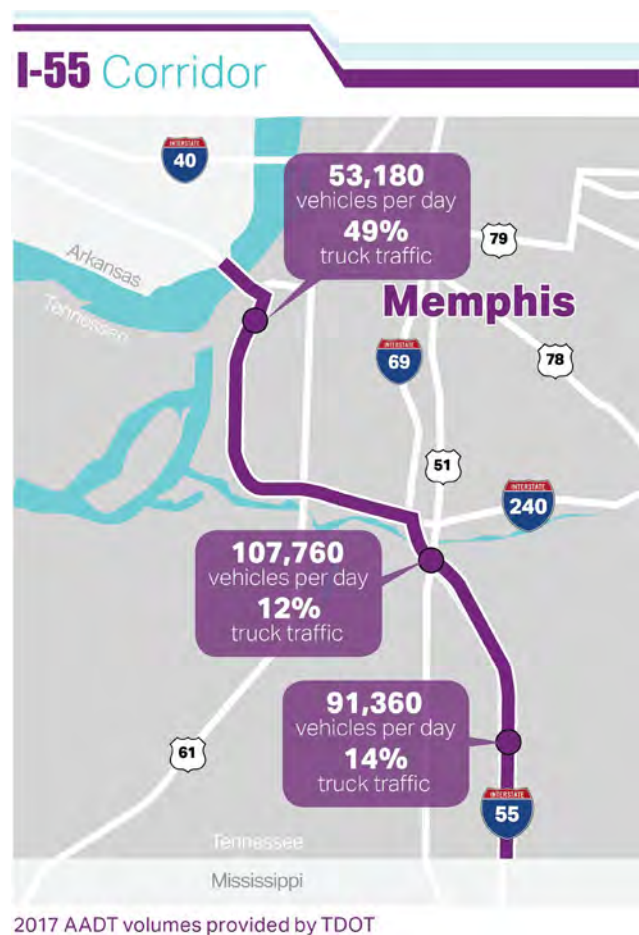 I-55 Corridor
INTERSTATE
40
53,180
vehicles per day
49%
truck traffic
79
Arkansas
Tennessee
Memphis
INTERSTATE
69
78
51
INTERSTATE
240
107,760
vehicles per day
12%
truck traffic
91,360
vehicles per day
14%
truck traffic
61
INTERSTATE
55
Tennessee
Mississippi
2017 AADT volumes provided by TDOT